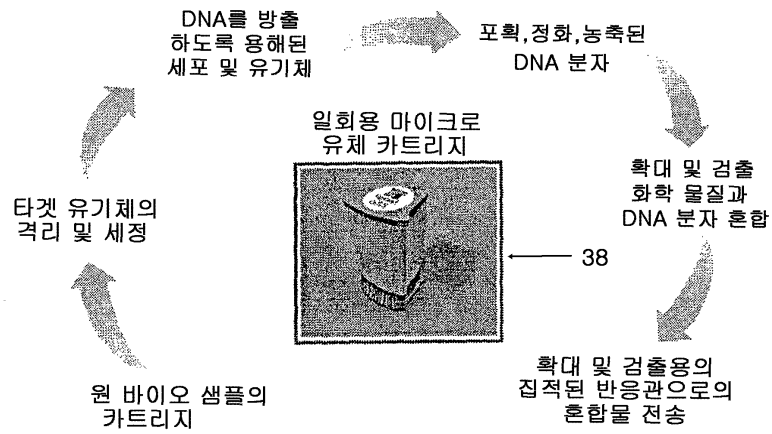 DNA를 방출
하도록 용해된
세포 및 유기체
포획,정화,농축된
DNA 분자
일회용 마이크로
유체 카트리지
확대 및 검출
화학 물질과
DNA 분자 혼합
타겟 유기체의
격리 및 세정
38
확대 및 검출용의
집적된 반응관으로의
혼합물 전송
원 바이오 샘플의
카트리지